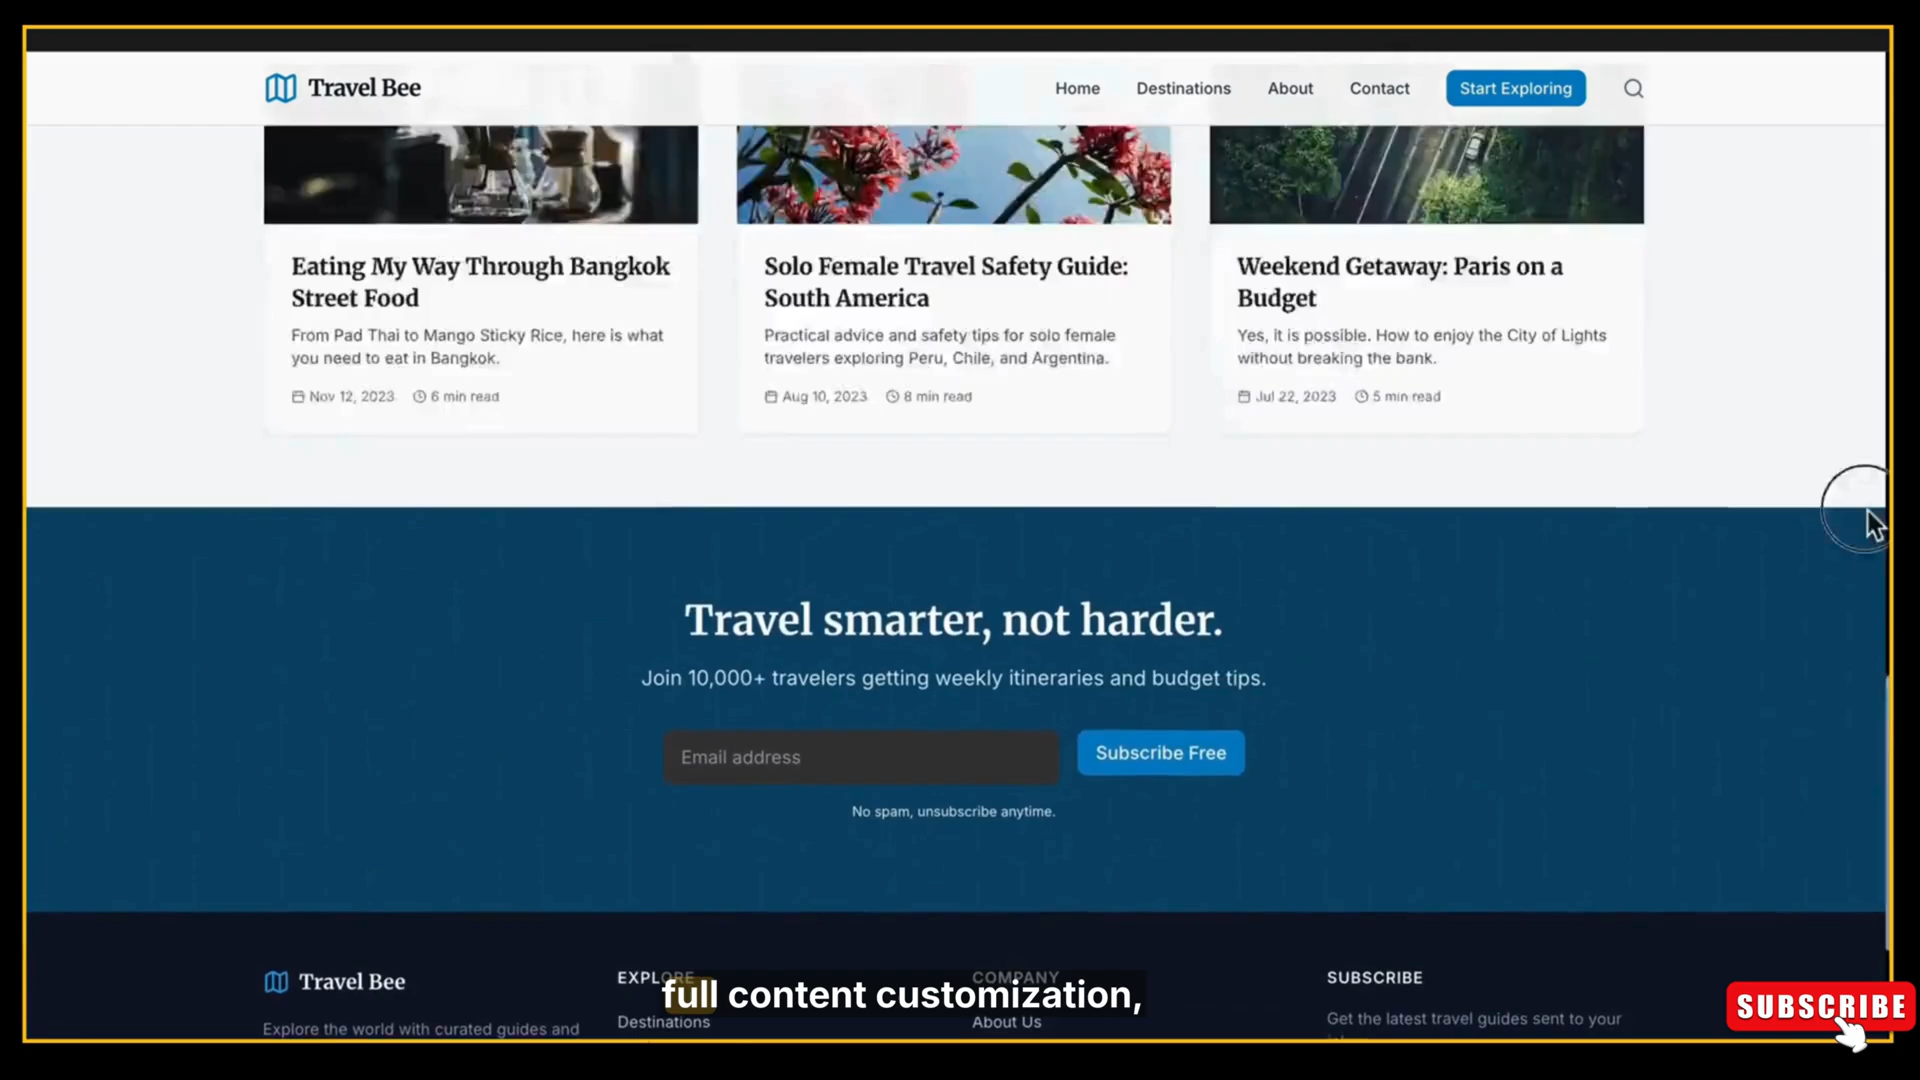 Travel Bee
Home Destinations About Contact Start Exploring
Eating My Way Through Bangkok
Street Food
From Pad Thai to Mango Sticky Rice, here is what
you need to eat in Bangkok.
Nov 12, 2023 6 min read
Solo Female Travel Safety Guide:
South America
Practical advice and safety tips for solo female
travelers exploring Peru, Chile, and Argentina.
Aug 10, 2023 8 min read
Weekend Getaway: Paris on a
Budget
Yes, it is possible. How to enjoy the City of Lights
without breaking the bank.
Jul 22, 2023 5 min read
Travel smarter, not harder.
Join 10,000+ travelers getting weekly itineraries and budget tips.
Email address
Subscribe Free
No spam, unsubscribe anytime.
Travel Bee
Explore the world with curated guides and
EXPLORE
Destinations
COMPANY
About Us
SUBSCRIBE
Get the latest travel guides sent to your
full content customization,
SUBSCRIBE